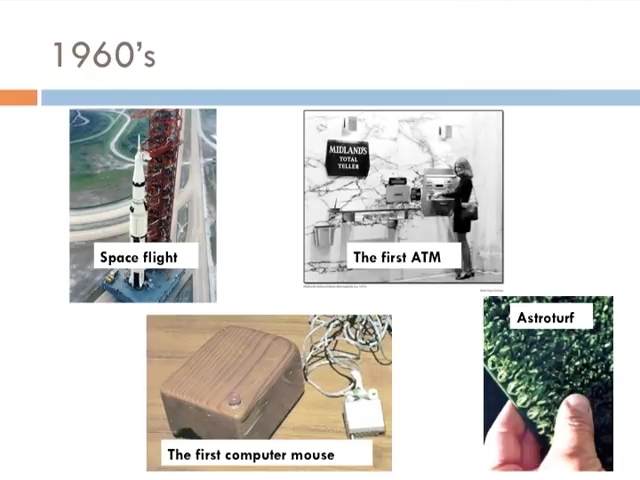 1960's
MIDLAND'S
TOTAL
TELLER
Space flight
The first ATM
Astroturf
The first computer mouse